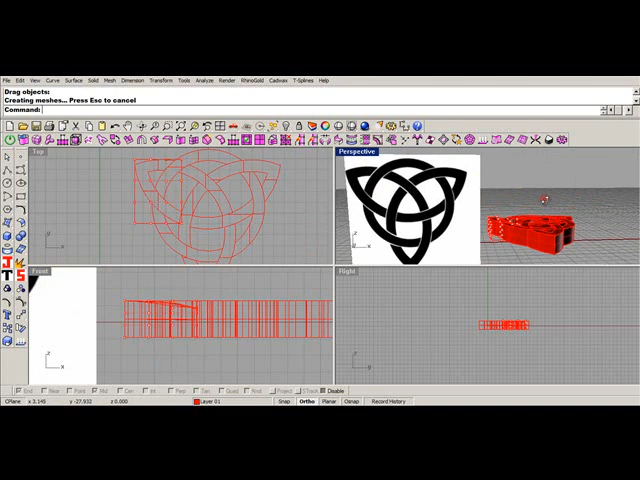 File Edit View Curve Surface Solid Mesh Dimension Transform Tools Analyze Render RhinoGold T-Splines Help
Drag objects:
Creating meshes... Press Esc to cancel
Command:
Top
Perspective
Front
Right
End Near Point Mid Cen Int Perp Tan Quad Knot Project STrack Disable
CPlane x 3.145 y -27.932 z 0.000 Layer 01 Snap Ortho Planar Osnap Record History